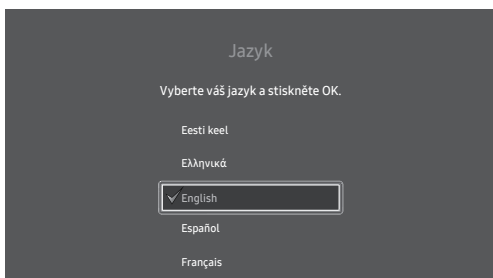 Jazyk
Vyberte váš jazyk a stiskněte OK.
Eesti keel
Ελληνικά
English
Español
Français